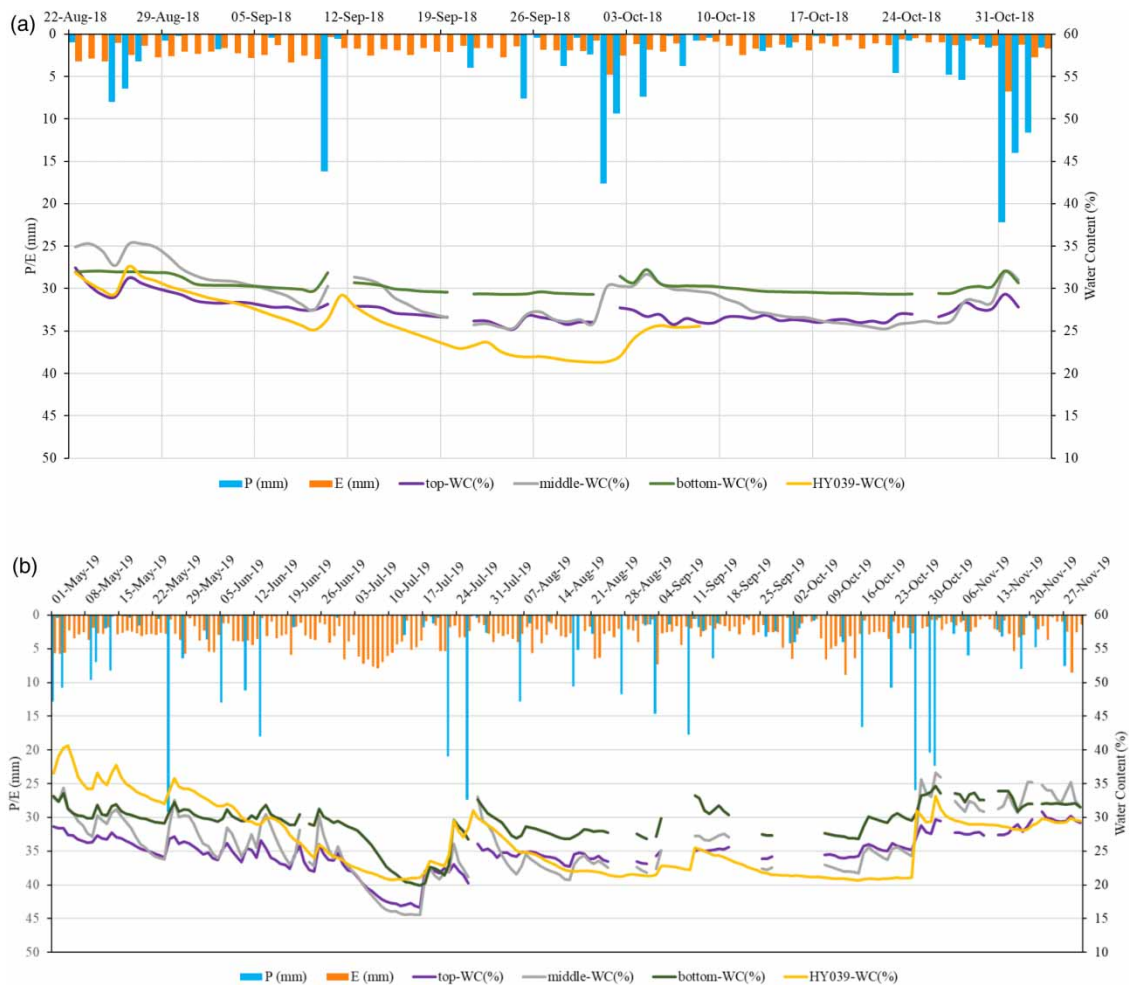 (a)
22-Aug-18 29-Aug-18 05-Sep-18 12-Sep-18 19-Sep-18 26-Sep-18 03-Oct-18 10-Oct-18 17-Oct-18 24-Oct-18 31-Oct-18
0 60
5 55
10 50
15 45
20 40
25 35
30 30
35 25
40 20
45 15
50 10
P/E (mm)
Water Content (%)
P (mm) E (mm) top-WC(%) middle-WC(%) bottom-WC(%) HY039-WC(%)
(b)
01-May-19 08-May-19 15-May-19 22-May-19 29-May-19 05-Jun-19 12-Jun-19 19-Jun-19 26-Jun-19 03-Jul-19 10-Jul-19 17-Jul-19 24-Jul-19 31-Jul-19 07-Aug-19 14-Aug-19 21-Aug-19 28-Aug-19 04-Sep-19 11-Sep-19 18-Sep-19 25-Sep-19 02-Oct-19 09-Oct-19 16-Oct-19 23-Oct-19 30-Oct-19 06-Nov-19 13-Nov-19 20-Nov-19 27-Nov-19
0 60
5 55
10 50
15 45
20 40
25 35
30 30
35 25
40 20
45 15
50 10
P/E (mm)
Water Content (%)
P (mm) E (mm) top-WC(%) middle-WC(%) bottom-WC(%) HY039-WC(%)